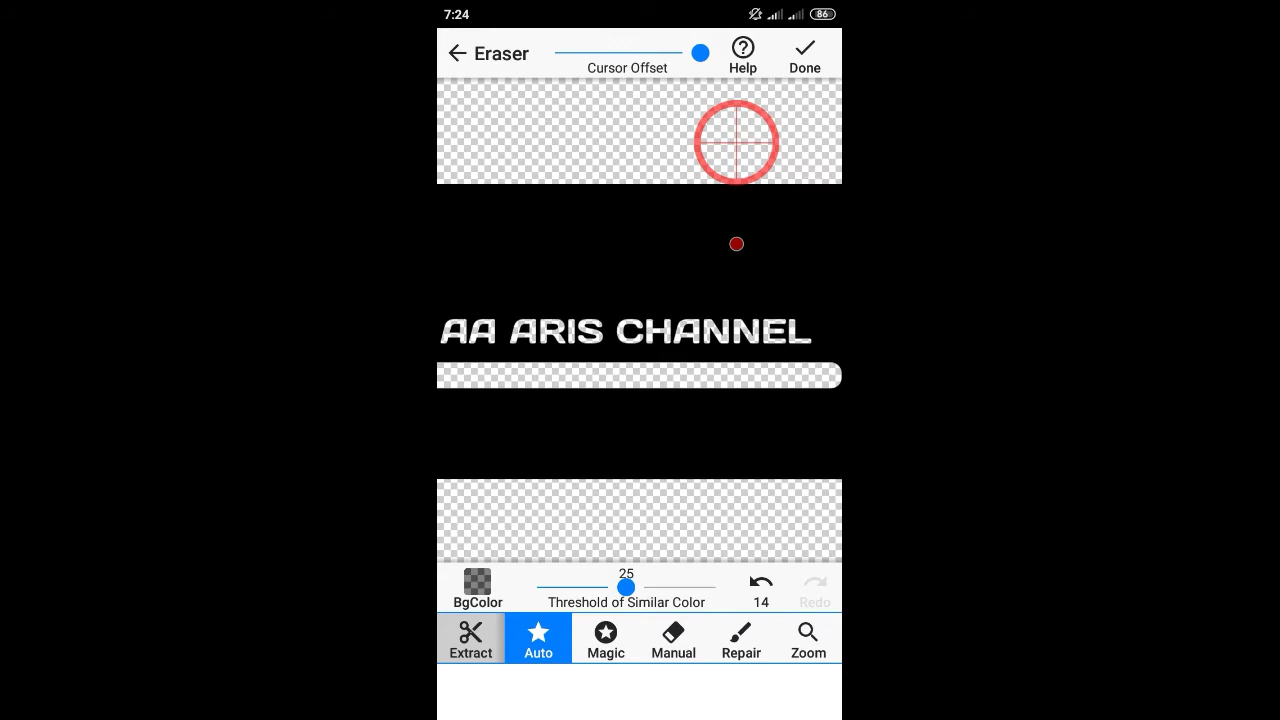 7:24
86
Eraser
Cursor Offset
Help
Done
AA ARIS CHANNEL
25
BgColor
Threshold of Similar Color
14
Redo
Extract
Auto
Magic
Manual
Repair
Zoom